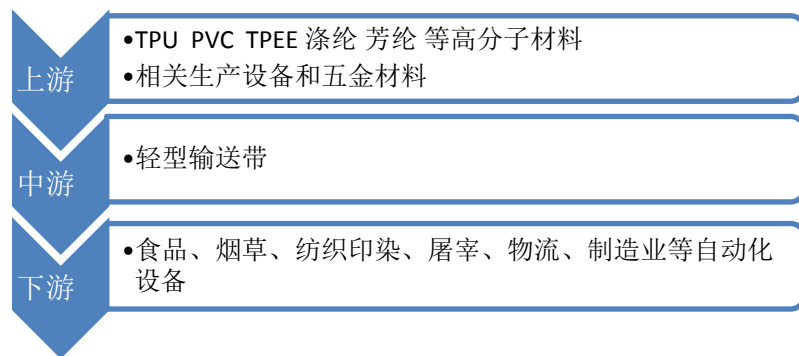 上游
•TPU PVC TPEE 涤纶 芳纶 等高分子材料
•相关生产设备和五金材料
中游
•轻型输送带
下游
•食品、烟草、纺织印染、屠宰、物流、制造业等自动化
设备